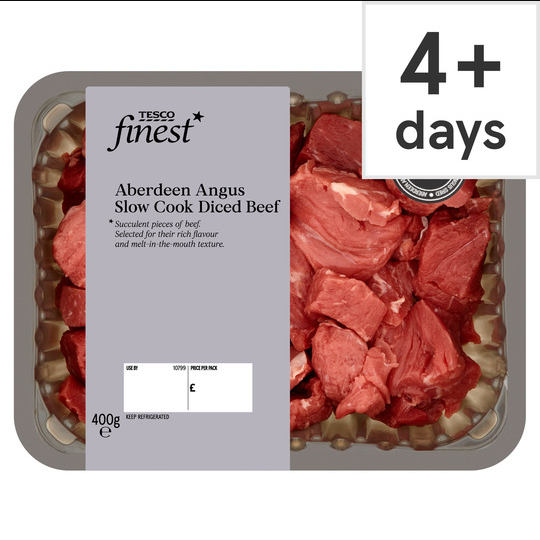 4+
days
TESCO
finest*
Aberdeen Angus
Slow Cook Diced Beef
*Succulent pieces of beef.
Selected for their rich flavour
and melt-in-the-mouth texture.
USE BY 10799 PRICE PER PACK
£
400g
KEEP REFRIGERATED
℮